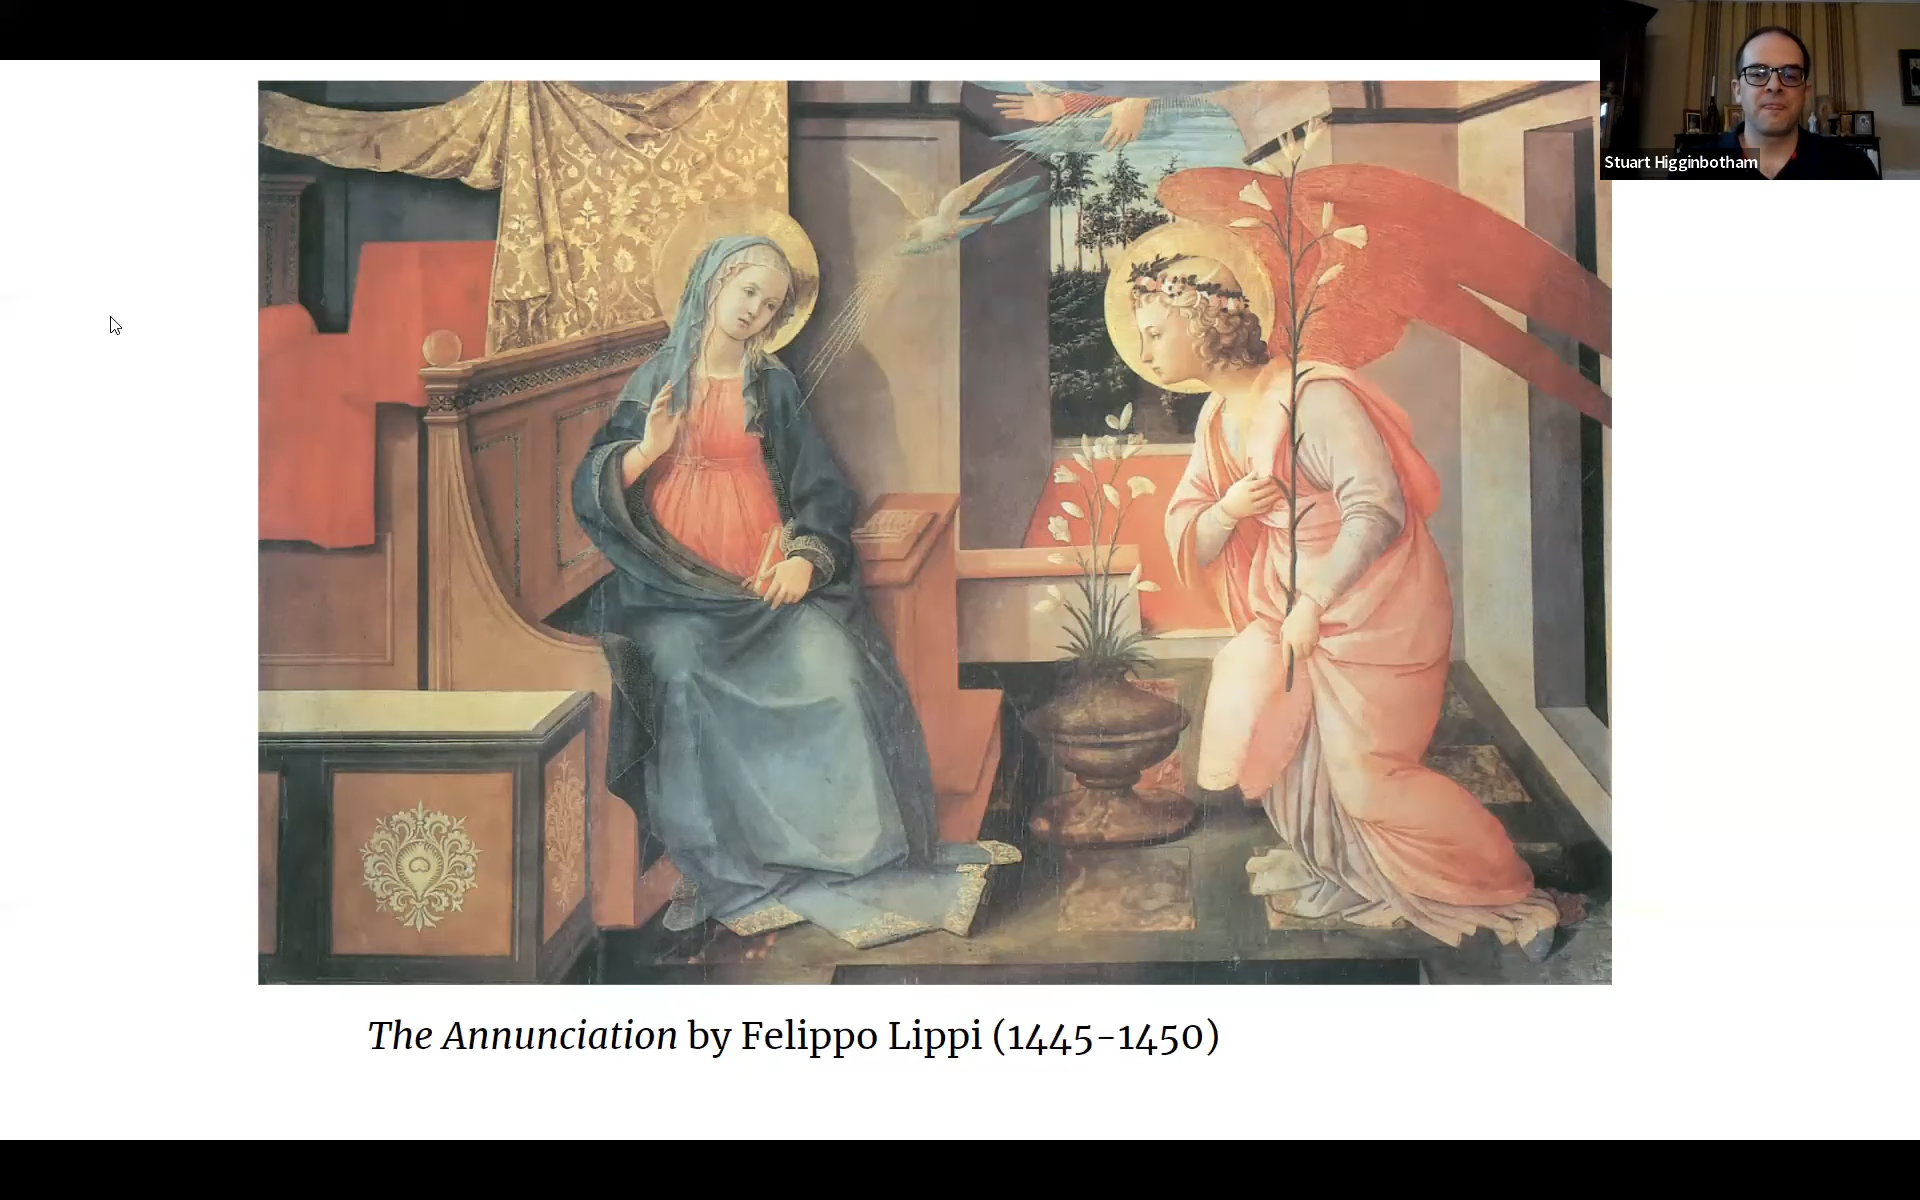 Stuart Higginbotham
The Annunciation by Felippo Lippi (1445-1450)